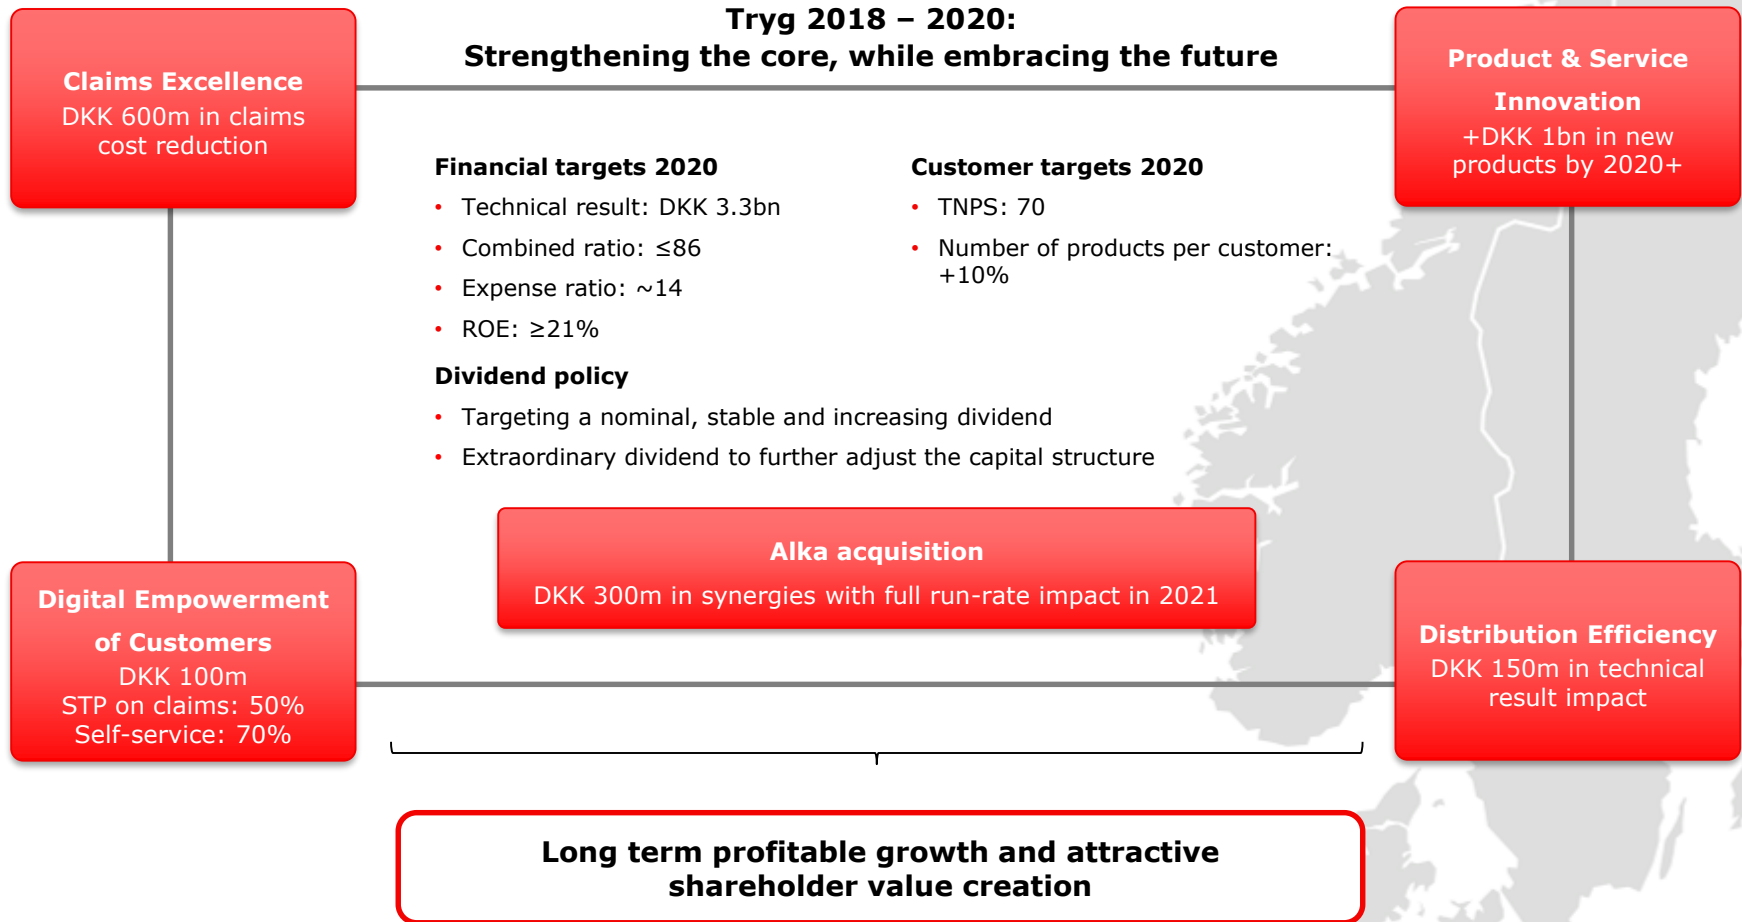 Tryg 2018 – 2020:
Strengthening the core, while embracing the future
Claims Excellence
DKK 600m in claims
cost reduction
Product & Service
Innovation
+DKK 1bn in new
products by 2020+
Financial targets 2020
• Technical result: DKK 3.3bn
• Combined ratio: ≤86
• Expense ratio: ~14
• ROE: ≥21%
Customer targets 2020
• TNPS: 70
• Number of products per customer:
+10%
Dividend policy
• Targeting a nominal, stable and increasing dividend
• Extraordinary dividend to further adjust the capital structure
Alka acquisition
DKK 300m in synergies with full run-rate impact in 2021
Digital Empowerment
of Customers
DKK 100m
STP on claims: 50%
Self-service: 70%
Distribution Efficiency
DKK 150m in technical
result impact
Long term profitable growth and attractive
shareholder value creation